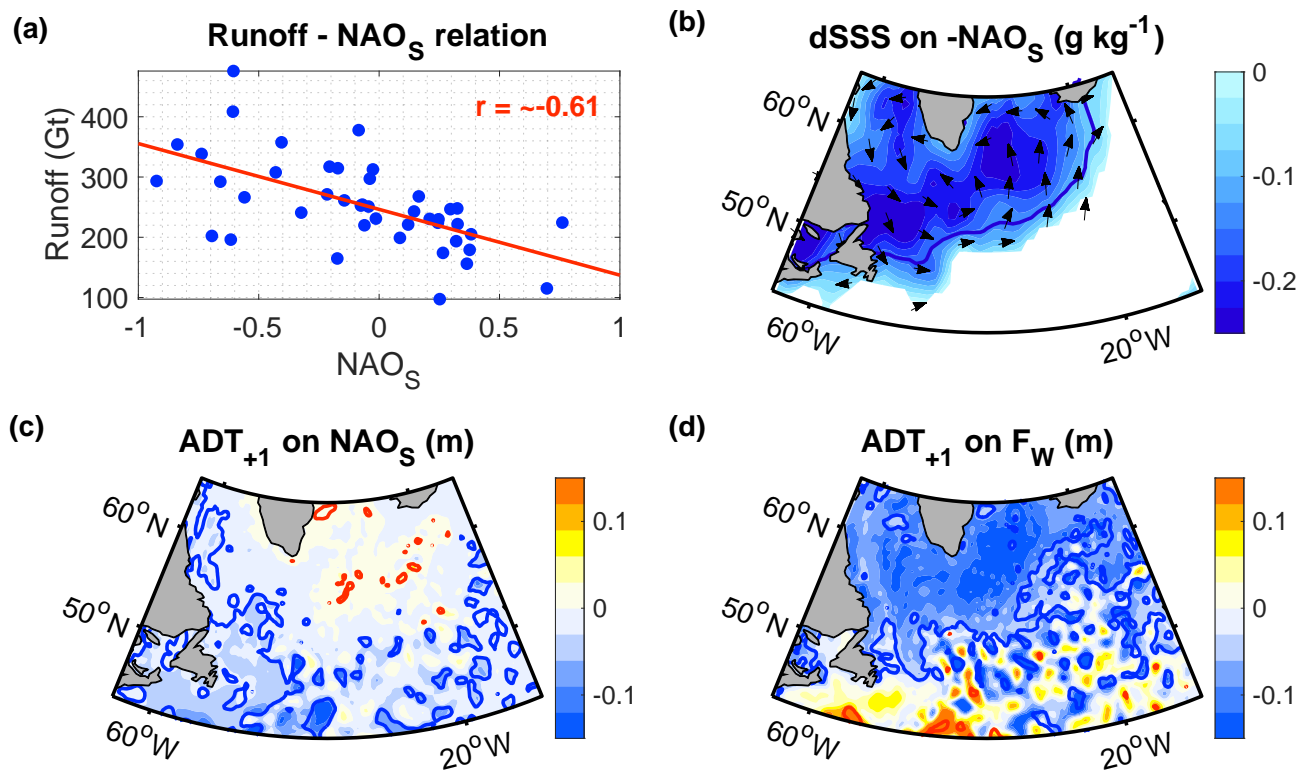 (a)
Runoff - NAO_S relation
r = ~-0.61
Runoff (Gt)
400
300
200
100
-1
-0.5
0
0.5
1
NAO_S
(b)
dSSS on -NAO_S (g kg^-1)
60°N
50°N
60°W
20°W
0
-0.1
-0.2
(c)
ADT_+1 on NAO_S (m)
60°N
50°N
60°W
20°W
0.1
0
-0.1
(d)
ADT_+1 on F_W (m)
60°N
50°N
60°W
20°W
0.1
0
-0.1